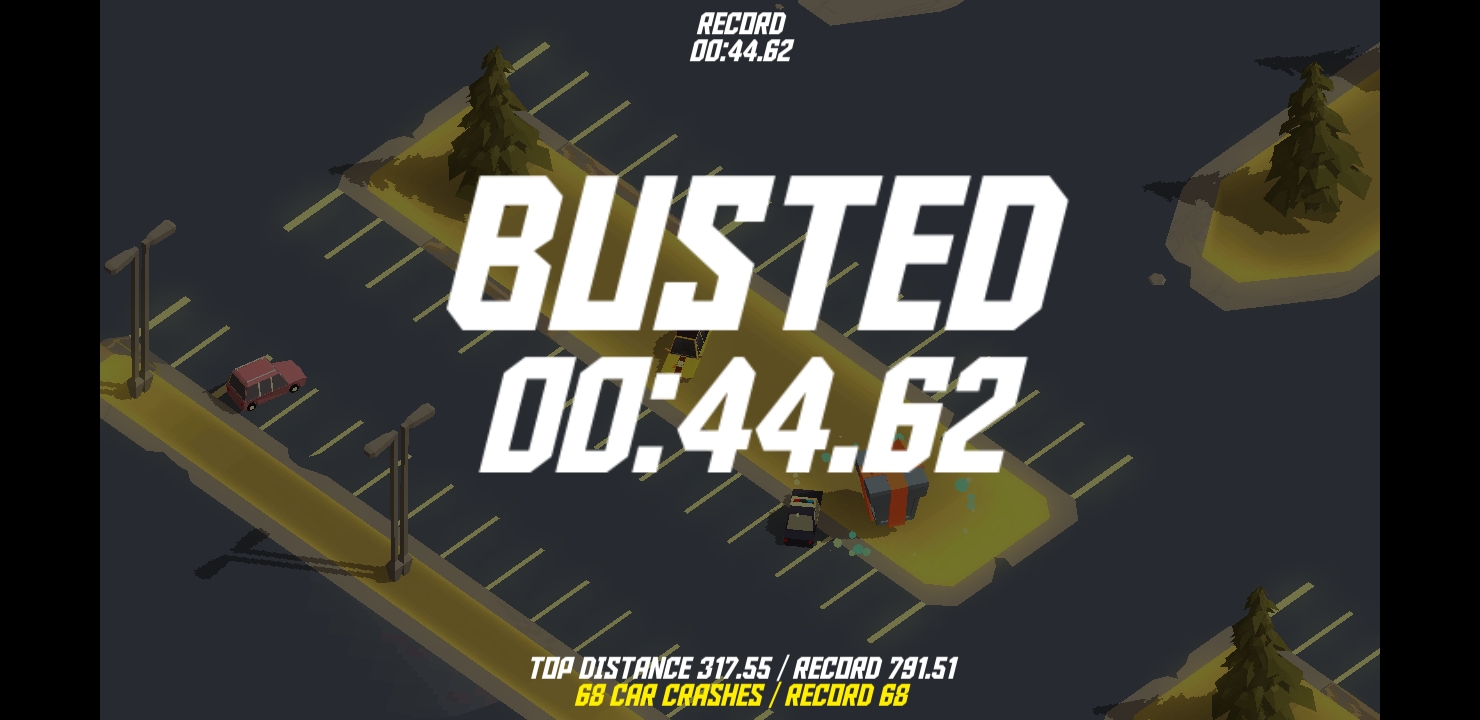 RECORD
00:44.62
BUSTED
00:44.62
TOP DISTANCE 317.55 / RECORD 791.51
68 CAR CRASHES / RECORD 68